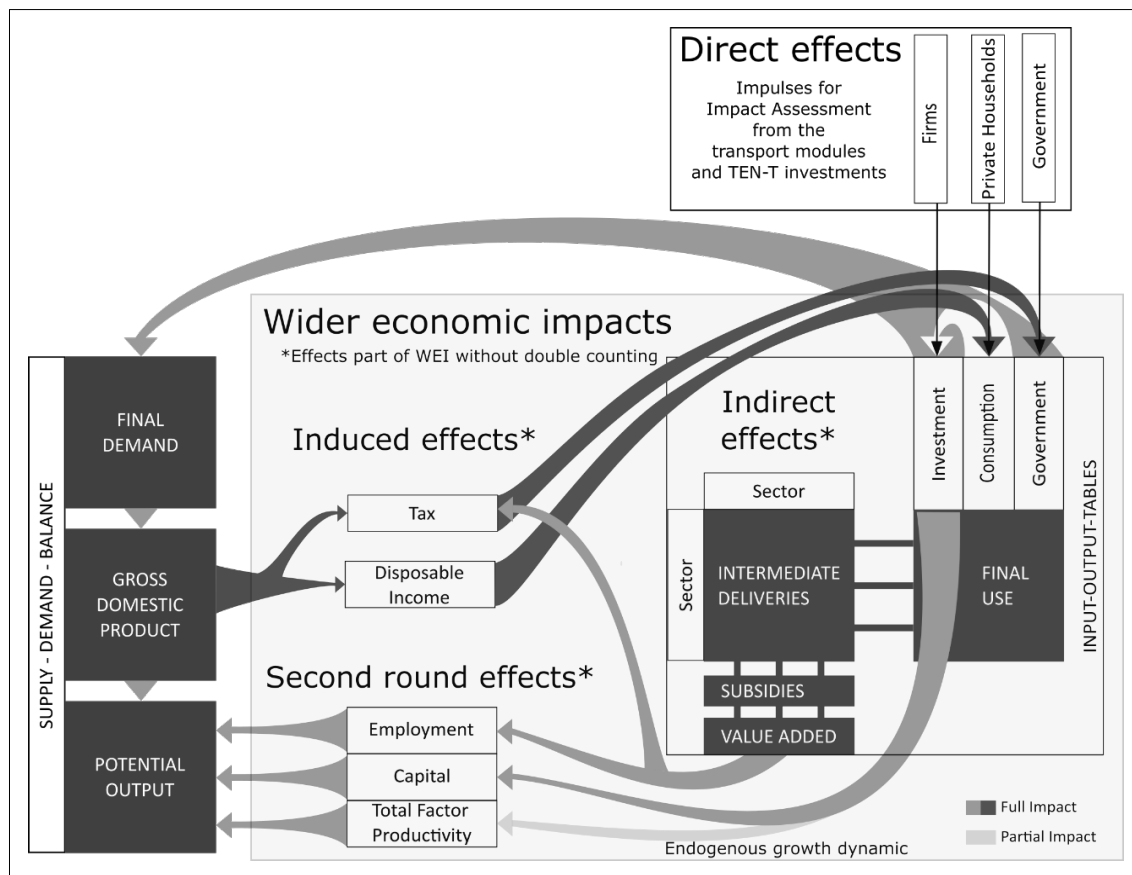 Direct effects
Impulses for
Impact Assessment
from the
transport modules
and TEN-T investments
Firms
Private Households
Government
Wider economic impacts
*Effects part of WEI without double counting
SUPPLY - DEMAND - BALANCE
FINAL
DEMAND
GROSS
DOMESTIC
PRODUCT
POTENTIAL
OUTPUT
Induced effects*
Tax
Disposable
Income
Second round effects*
Employment
Capital
Total Factor
Productivity
Indirect
effects*
Sector
Sector
INTERMEDIATE
DELIVERIES
SUBSIDIES
VALUE ADDED
Investment
Consumption
Government
FINAL
USE
INPUT-OUTPUT-TABLES
Full Impact
Partial Impact
Endogenous growth dynamic